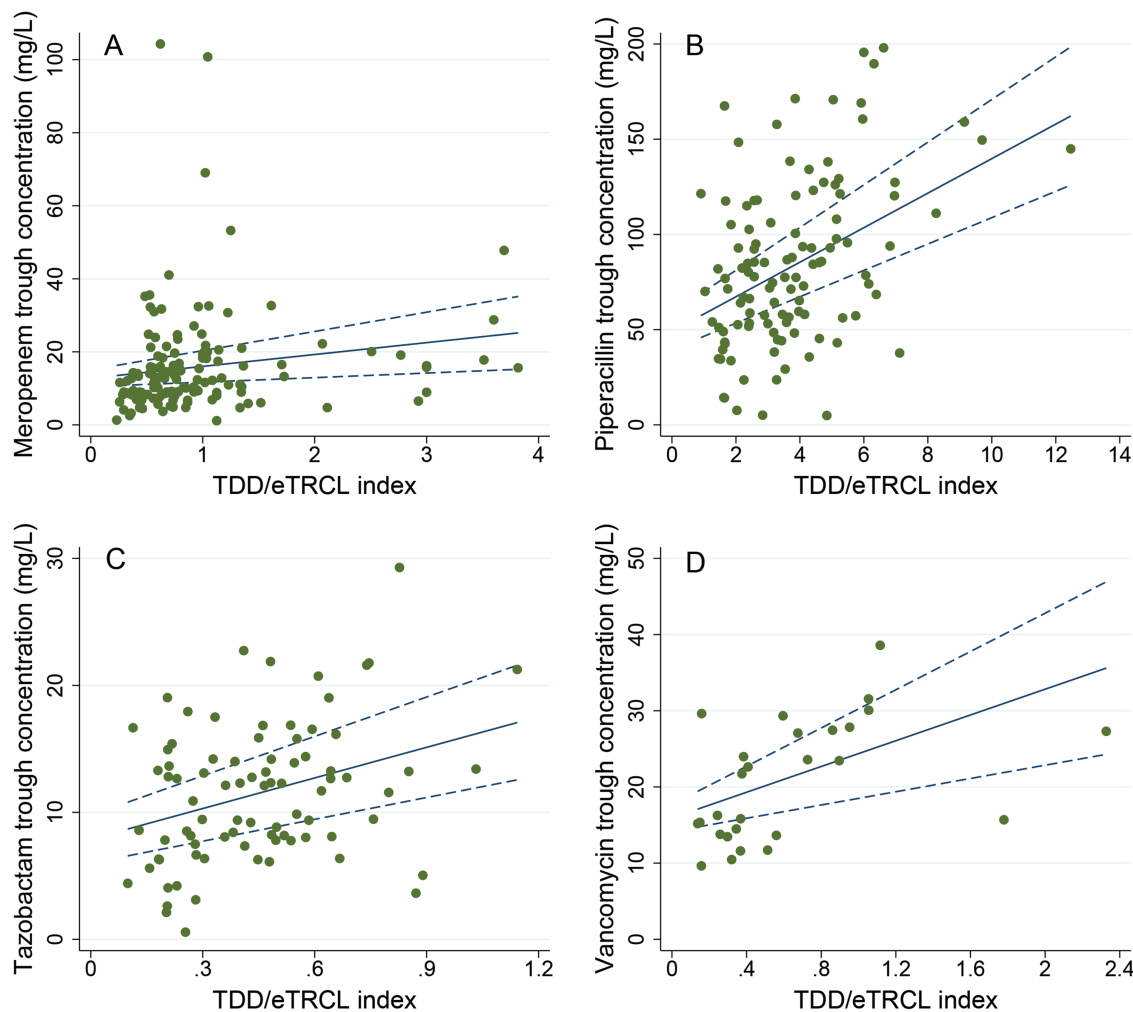 A
Meropenem trough concentration (mg/L)
100
80
60
40
20
0
0 1 2 3 4
TDD/eTRCL index
B
Piperacillin trough concentration (mg/L)
200
150
100
50
0
0 2 4 6 8 10 12 14
TDD/eTRCL index
C
Tazobactam trough concentration (mg/L)
30
20
10
0
0 .3 .6 .9 1.2
TDD/eTRCL index
D
Vancomycin trough concentration (mg/L)
50
40
30
20
10
0
0 .4 .8 1.2 1.6 2 2.4
TDD/eTRCL index